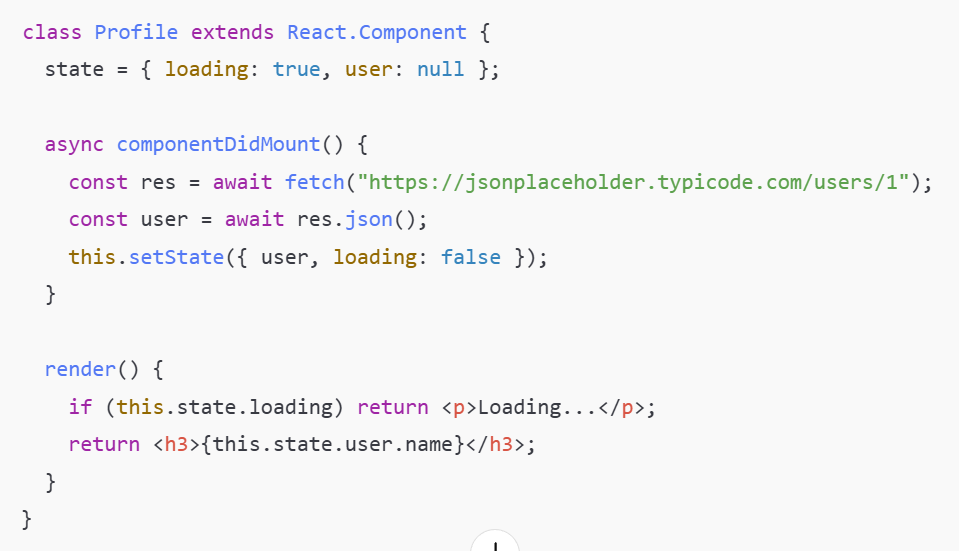 class Profile extends React.Component {
  state = { loading: true, user: null };

  async componentDidMount() {
    const res = await fetch("https://jsonplaceholder.typicode.com/users/1");
    const user = await res.json();
    this.setState({ user, loading: false });
  }

  render() {
    if (this.state.loading) return <p>Loading...</p>;
    return <h3>{this.state.user.name}</h3>;
  }
}